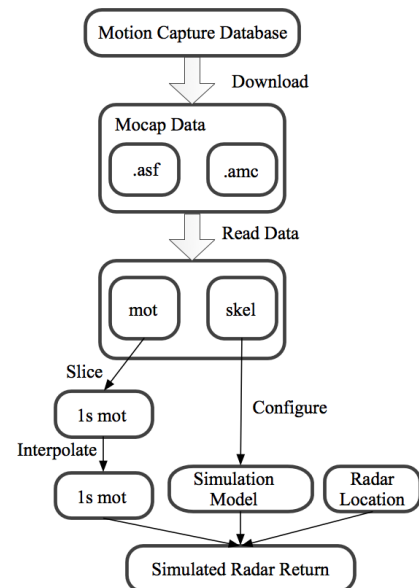 Motion Capture Database
Download
Mocap Data
.asf
.amc
Read Data
mot
skel
Slice
Configure
1s mot
Interpolate
1s mot
Simulation
Model
Radar
Location
Simulated Radar Return